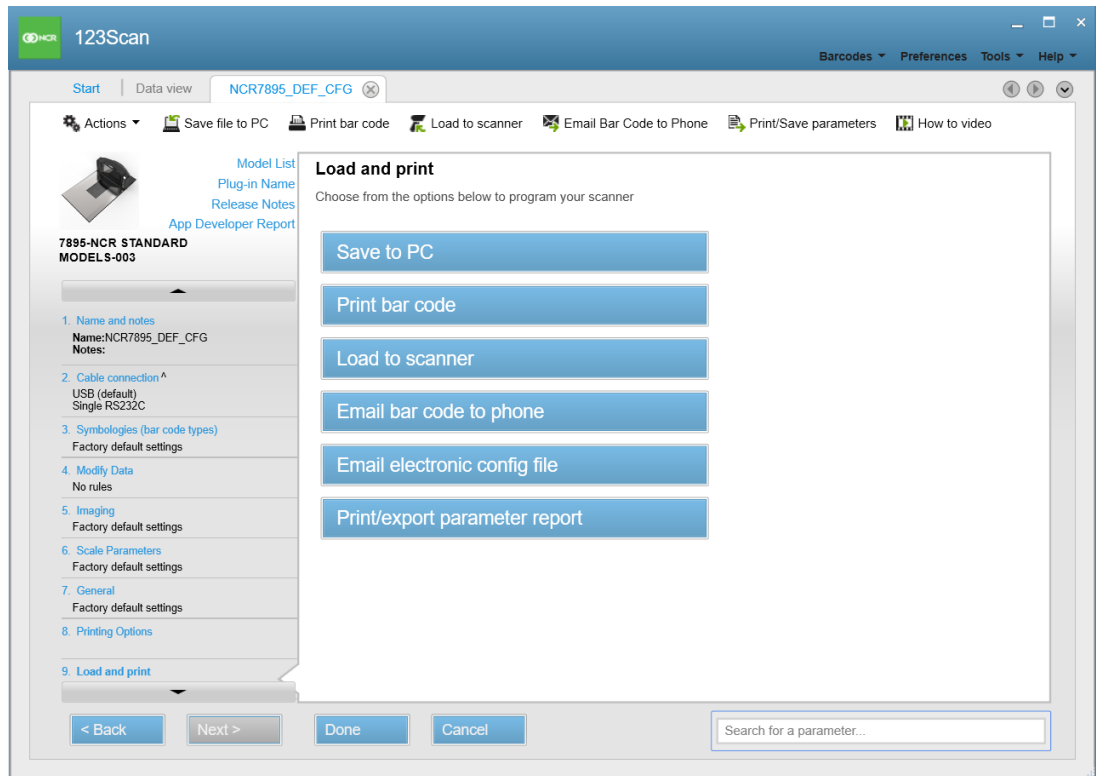 NCR
123Scan
Barcodes Preferences Tools Help
Start Data view NCR7895_DEF_CFG
Actions Save file to PC Print bar code Load to scanner Email Bar Code to Phone Print/Save parameters How to video
Model List
Plug-in Name
Release Notes
App Developer Report
7895-NCR STANDARD
MODELS-003
1. Name and notes
Name:NCR7895_DEF_CFG
Notes:
2. Cable connection ^
USB (default)
Single RS232C
3. Symbologies (bar code types)
Factory default settings
4. Modify Data
No rules
5. Imaging
Factory default settings
6. Scale Parameters
Factory default settings
7. General
Factory default settings
8. Printing Options
9. Load and print
Load and print
Choose from the options below to program your scanner
Save to PC
Print bar code
Load to scanner
Email bar code to phone
Email electronic config file
Print/export parameter report
< Back Next > Done Cancel Search for a parameter...